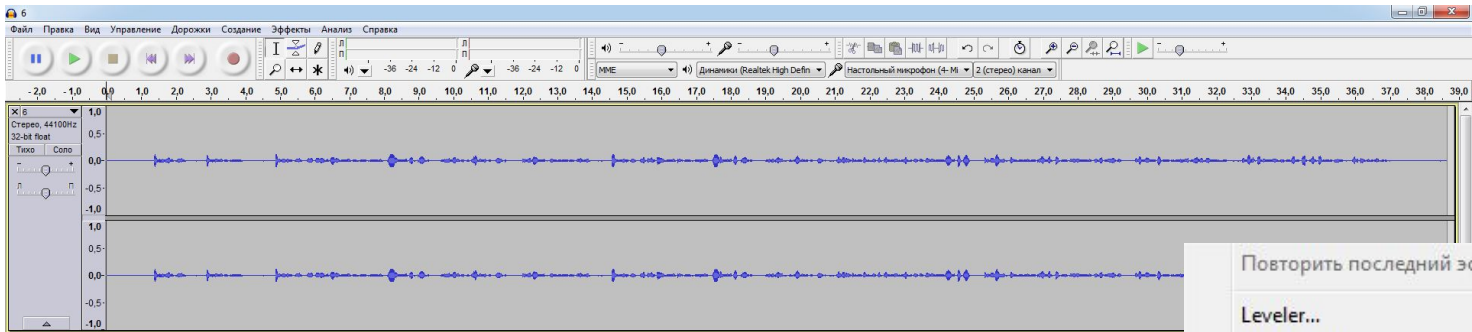 6
Файл Правка Вид Управление Дорожки Создание Эффекты Анализ Справка
Л Л
П П
-36 -24 -12 0 -36 -24 -12 0
MME Динамики (Realtek High Defin Настольный микрофон (4- Mi 2 (стерео) канал
-2,0 -1,0 0,0 1,0 2,0 3,0 4,0 5,0 6,0 7,0 8,0 9,0 10,0 11,0 12,0 13,0 14,0 15,0 16,0 17,0 18,0 19,0 20,0 21,0 22,0 23,0 24,0 25,0 26,0 27,0 28,0 29,0 30,0 31,0 32,0 33,0 34,0 35,0 36,0 37,0 38,0 39,0
6 1,0
Стерео, 44100Hz
32-bit float 0,5
Тихо Соло
- + 0,0
Л П -0,5
-1,0
1,0
0,5
0,0
-0,5
-1,0
Повторить последний эф
Leveler...